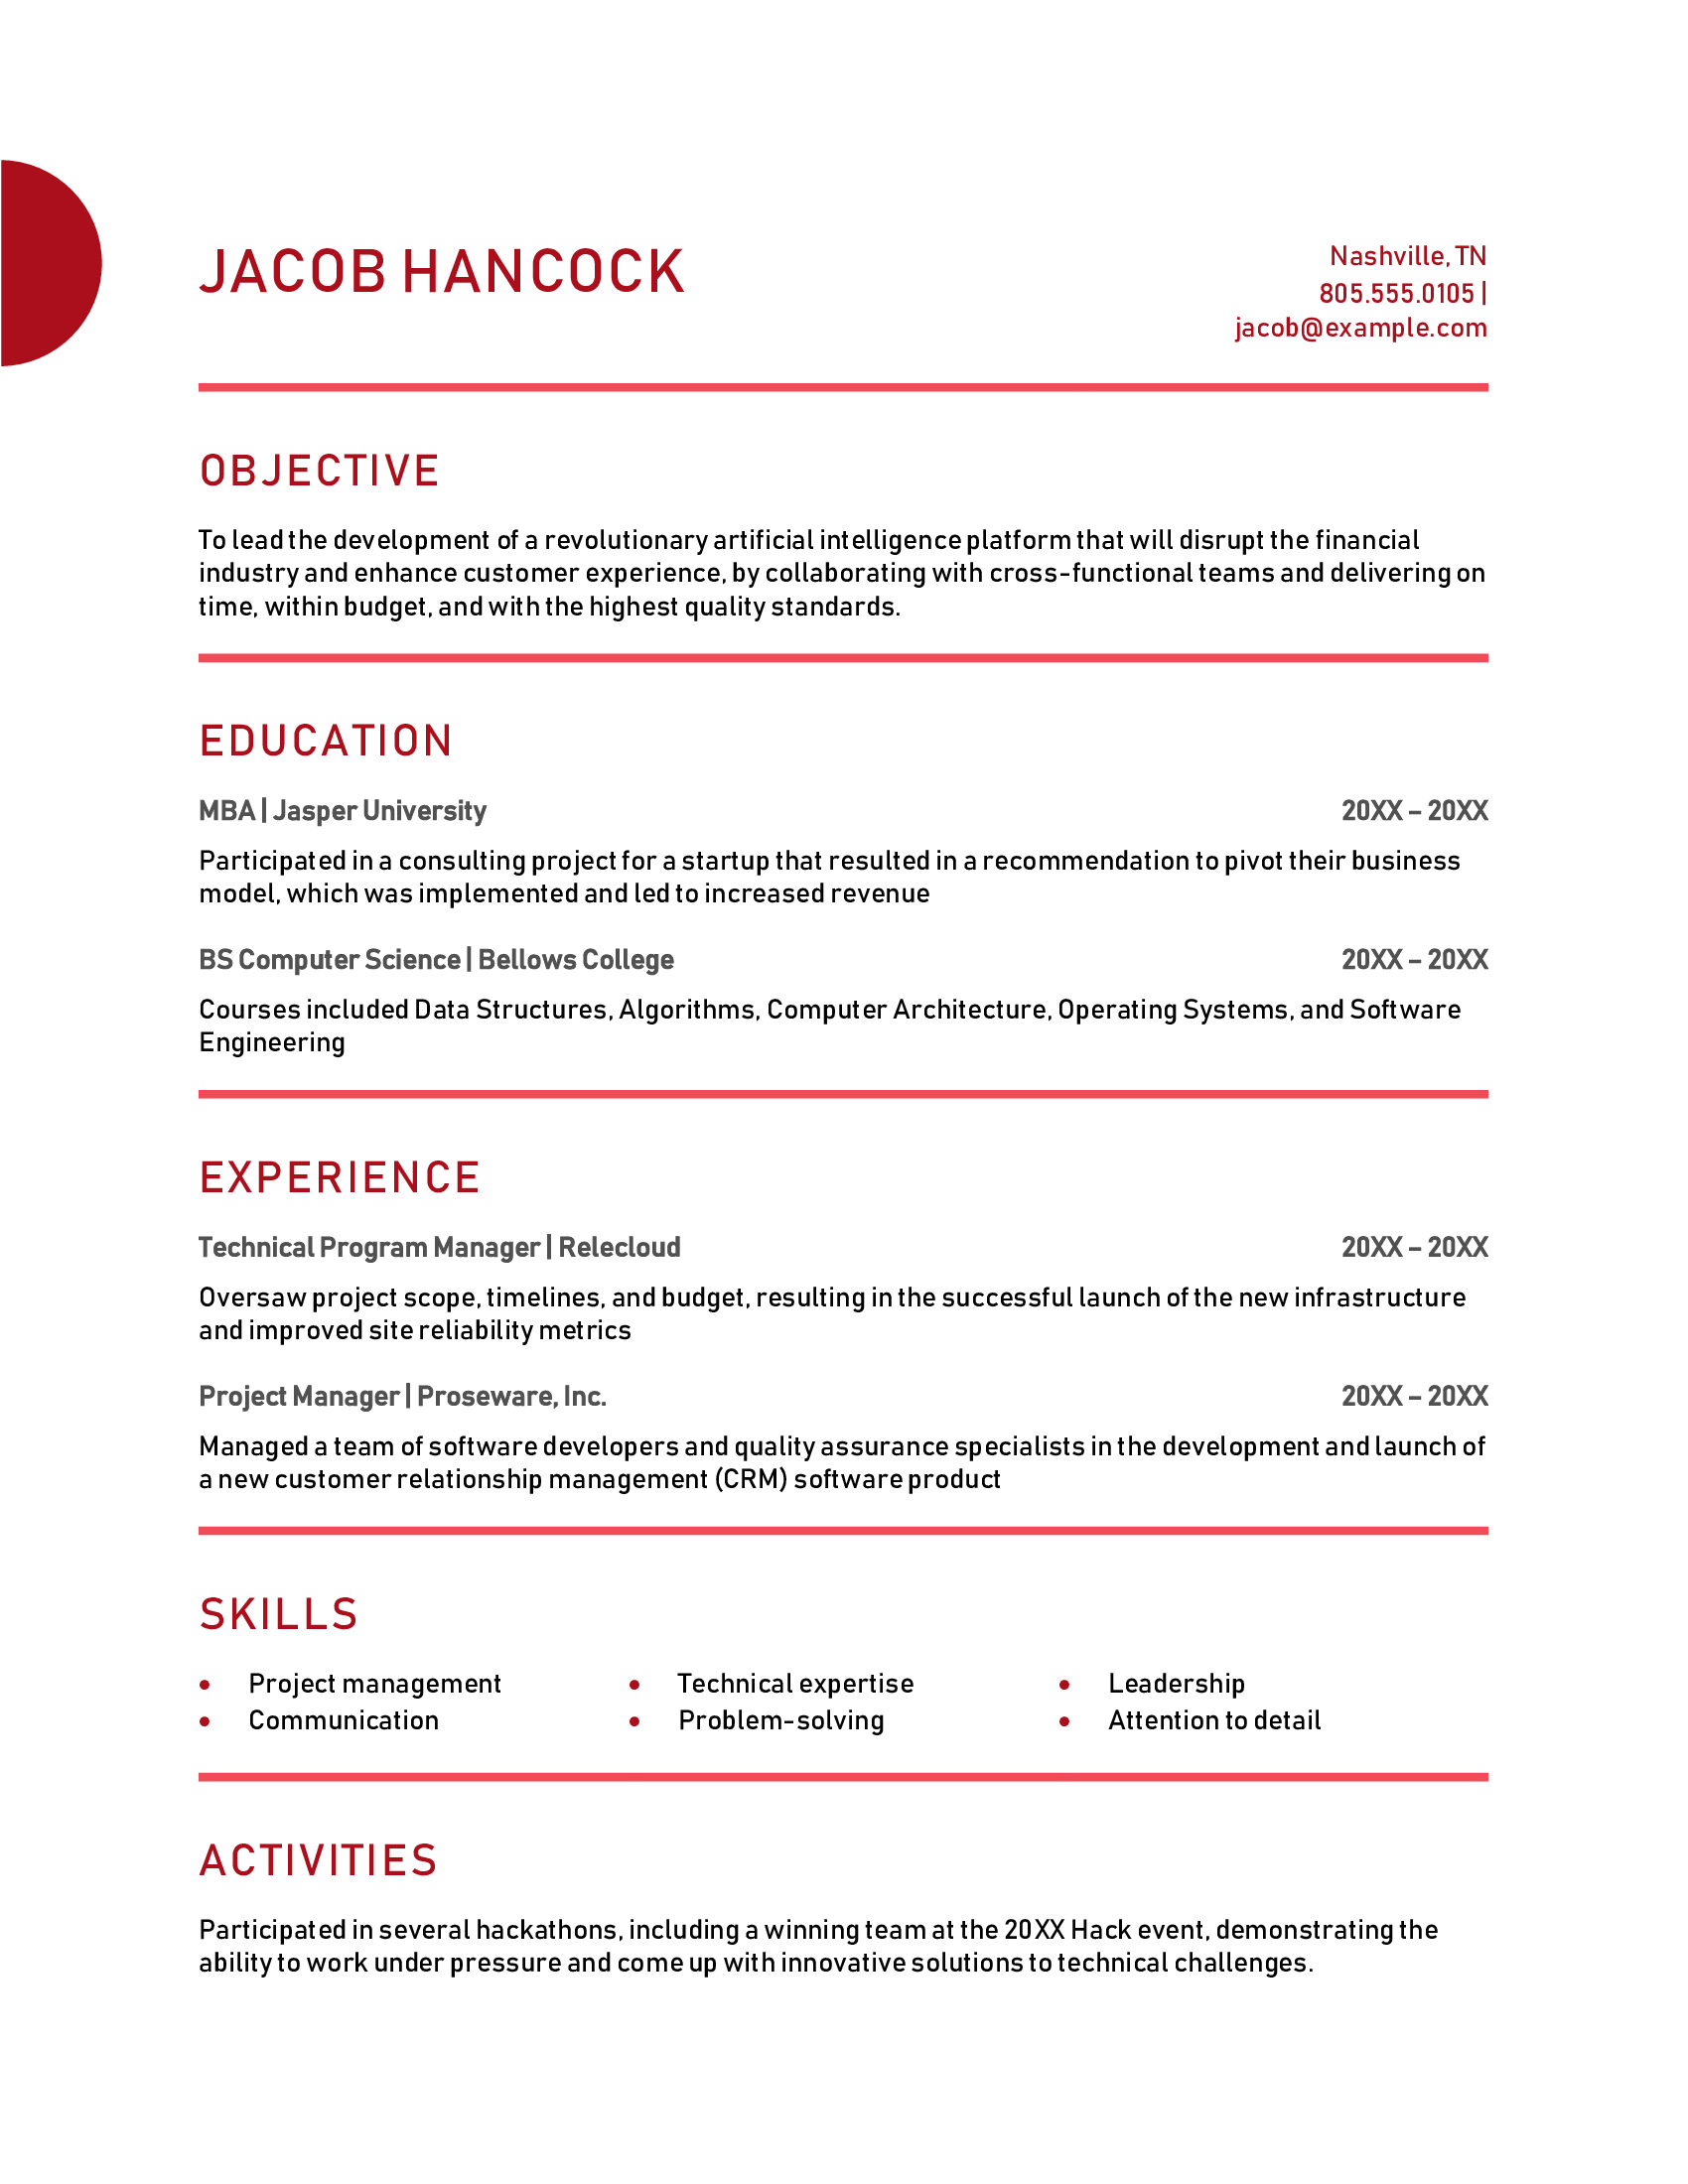 JACOB HANCOCK
Nashville, TN
805.555.0105 |
jacob@example.com
OBJECTIVE
To lead the development of a revolutionary artificial intelligence platform that will disrupt the financial
industry and enhance customer experience, by collaborating with cross-functional teams and delivering on
time, within budget, and with the highest quality standards.
EDUCATION
MBA | Jasper University 20XX – 20XX
Participated in a consulting project for a startup that resulted in a recommendation to pivot their business
model, which was implemented and led to increased revenue
BS Computer Science | Bellows College 20XX – 20XX
Courses included Data Structures, Algorithms, Computer Architecture, Operating Systems, and Software
Engineering
EXPERIENCE
Technical Program Manager | Relecloud 20XX – 20XX
Oversaw project scope, timelines, and budget, resulting in the successful launch of the new infrastructure
and improved site reliability metrics
Project Manager | Proseware, Inc. 20XX – 20XX
Managed a team of software developers and quality assurance specialists in the development and launch of
a new customer relationship management (CRM) software product
SKILLS
• Project management • Technical expertise • Leadership
• Communication • Problem-solving • Attention to detail
ACTIVITIES
Participated in several hackathons, including a winning team at the 20XX Hack event, demonstrating the
ability to work under pressure and come up with innovative solutions to technical challenges.